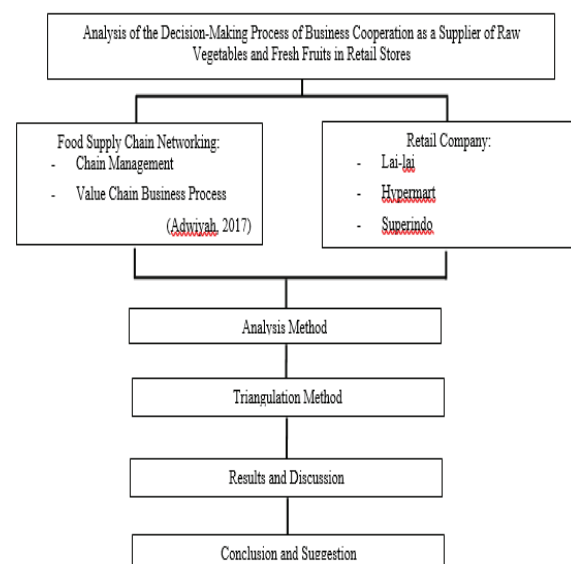 Analysis of the Decision-Making Process of Business Cooperation as a Supplier of Raw
Vegetables and Fresh Fruits in Retail Stores
Food Supply Chain Networking:
- Chain Management
- Value Chain Business Process
(Adwiyah, 2017)
Retail Company:
- Lai-lai
- Hypermart
- Superindo
Analysis Method
Triangulation Method
Results and Discussion
Conclusion and Suggestion